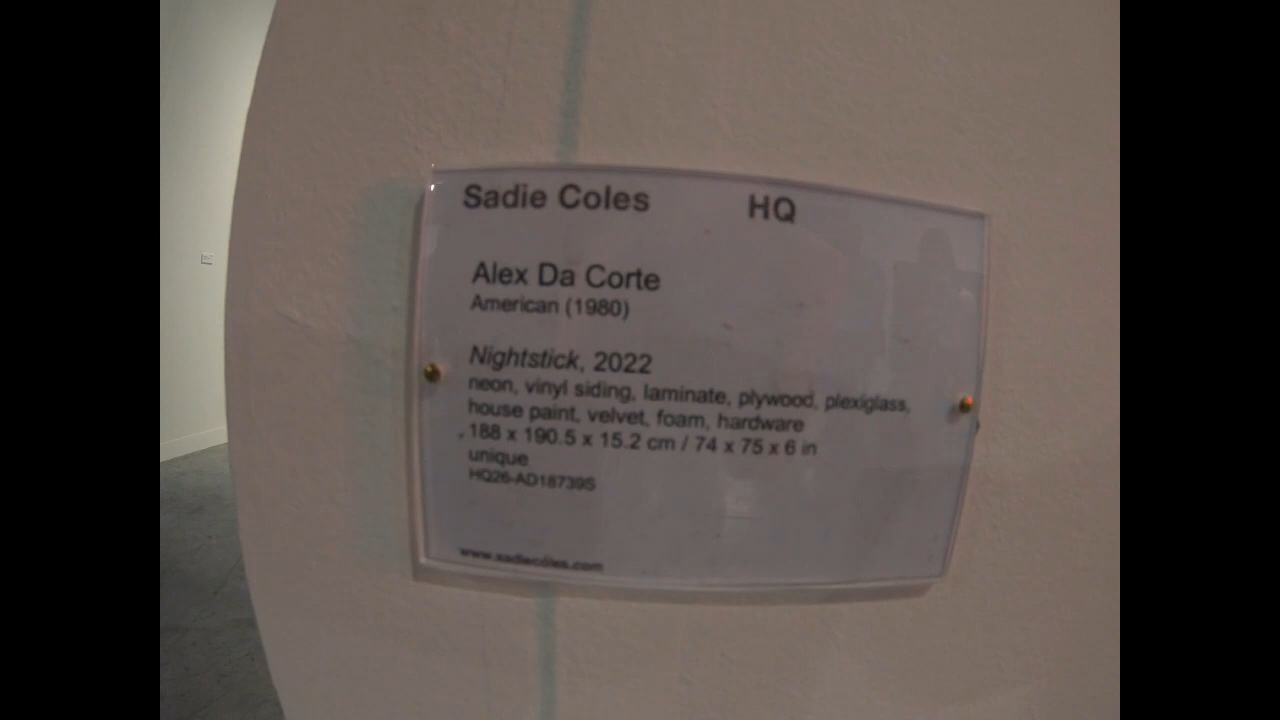 Sadie Coles HQ
Alex Da Corte
American (1980)
Nightstick, 2022
neon, vinyl siding, laminate, plywood, plexiglass,
house paint, velvet, foam, hardware
188 x 190.5 x 15.2 cm / 74 x 75 x 6 in
unique
HQ26-AD18739S
www.sadiecoles.com